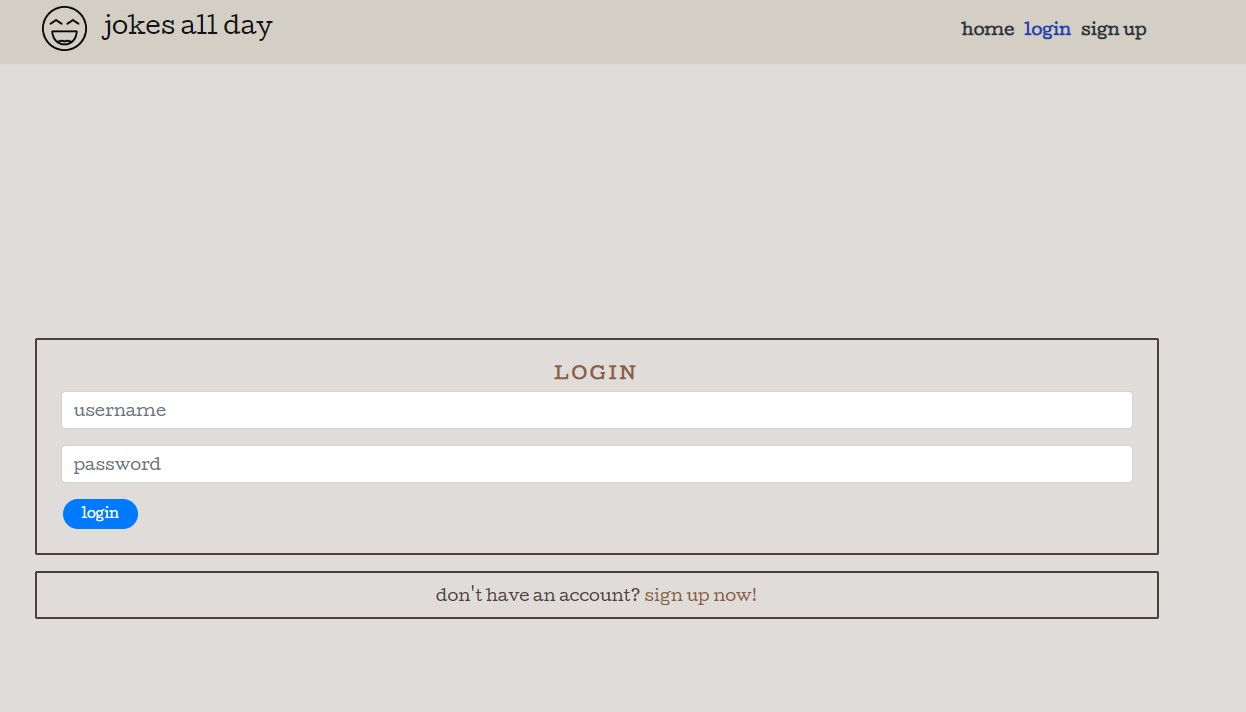 jokes all day
home login sign up
LOGIN
username
password
login
don't have an account? sign up now!